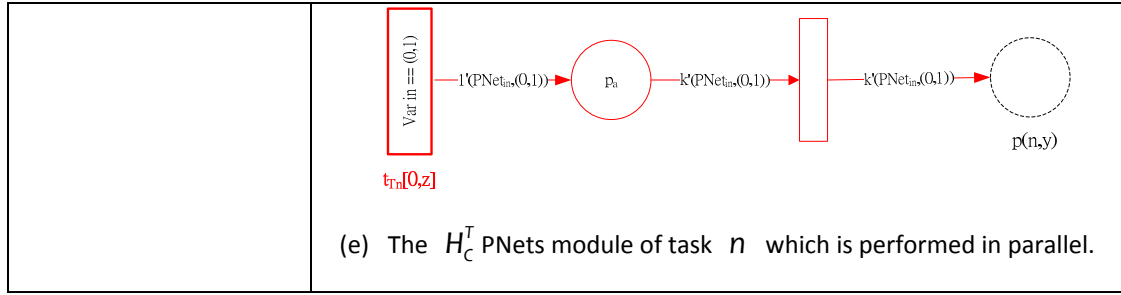 Var in == (0,1)
1'(PNetin,(0,1))
pa
k'(PNetin,(0,1))
k'(PNetin,(0,1))
p(n,y)
tTn[0,z]
(e) The H_C^T PNets module of task n which is performed in parallel.